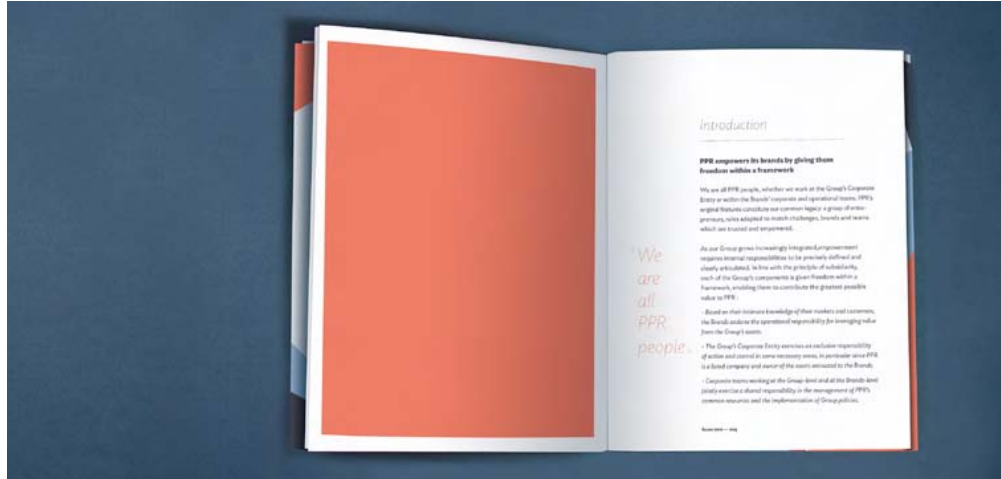 introduction
PPR empowers its brands by giving them
freedom within a framework
We are all PPR people, whether we work at the Group's Corporate
Entity or within the Brands' corporate and operational teams. PPR's
original features constitute our common legacy: a group of entre-
preneurs, rules adapted to match challenges, brands and teams
which are trusted and empowered.
As our Group grows increasingly integrated, empowerment
requires internal responsibilities to be precisely defined and
clearly articulated. In line with the principle of subsidiarity,
each of the Group's components is given freedom within a
framework, enabling them to contribute the greatest possible
value to PPR :
- Based on their intimate knowledge of their markets and customers,
the Brands endorse the operational responsibility for leveraging value
from the Group's assets.
- The Group's Corporate Entity exercises an exclusive responsibility
of action and control in some necessary areas, in particular since PPR
is a listed company and owner of the assets entrusted to the Brands.
- Corporate teams working at the Group-level and at the Brands-level
jointly exercise a shared responsibility in the management of PPR's
common resources and the implementation of Group policies.
We
are
all
PPR
people